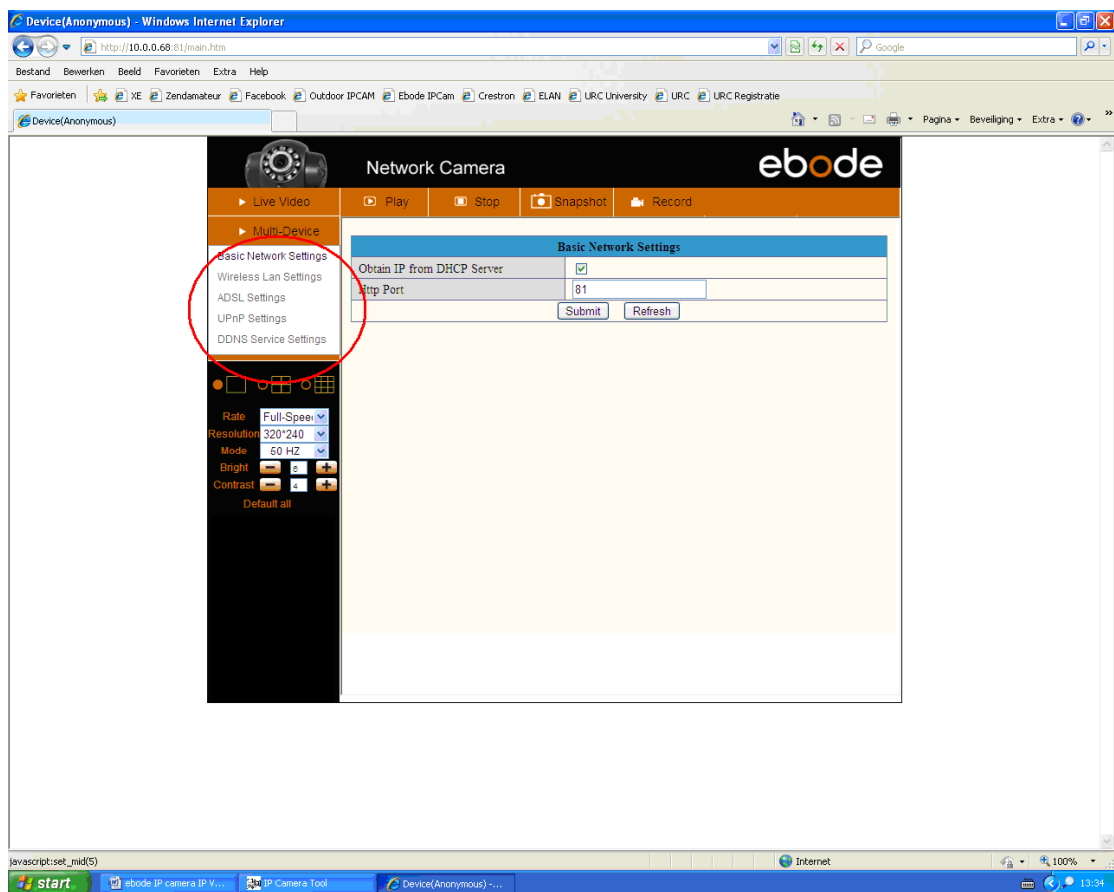 Device(Anonymous) - Windows Internet Explorer
http://10.0.0.68:81/main.htm
Google
Bestand Bewerken Beeld Favorieten Extra Help
Favorieten XE Zendamateur Facebook Outdoor IPCAM Ebode IPCam Crestron ELAN URC University URC URC Registratie
Device(Anonymous)
Pagina Beveiliging Extra
Network Camera
ebode
Live Video Play Stop Snapshot Record
Multi-Device
Basic Network Settings
Wireless Lan Settings
ADSL Settings
UPnP Settings
DDNS Service Settings
Basic Network Settings
Obtain IP from DHCP Server
Http Port 81
Submit Refresh
Rate Full-Spee
Resolution 320*240
Mode 50 HZ
Bright 6
Contrast 4
Default all
javascript:set_mid(5)
Internet
100%
start
ebode IP camera IP V...
IP Camera Tool
Device(Anonymous) -...
13:34